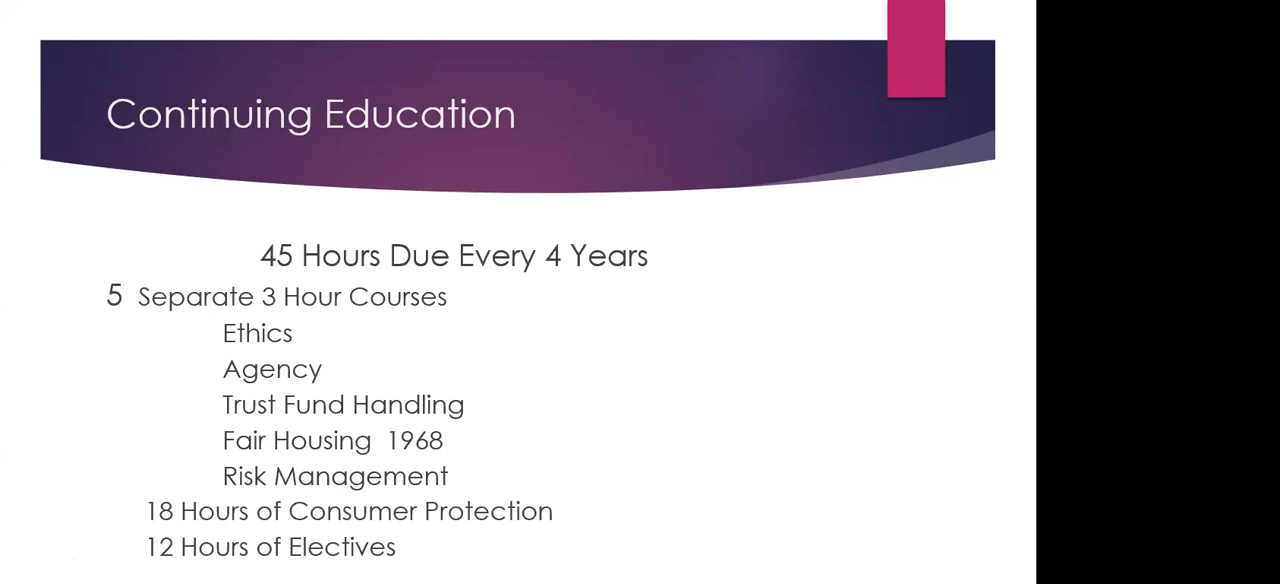 Continuing Education
45 Hours Due Every 4 Years
5 Separate 3 Hour Courses
Ethics
Agency
Trust Fund Handling
Fair Housing 1968
Risk Management
18 Hours of Consumer Protection
12 Hours of Electives